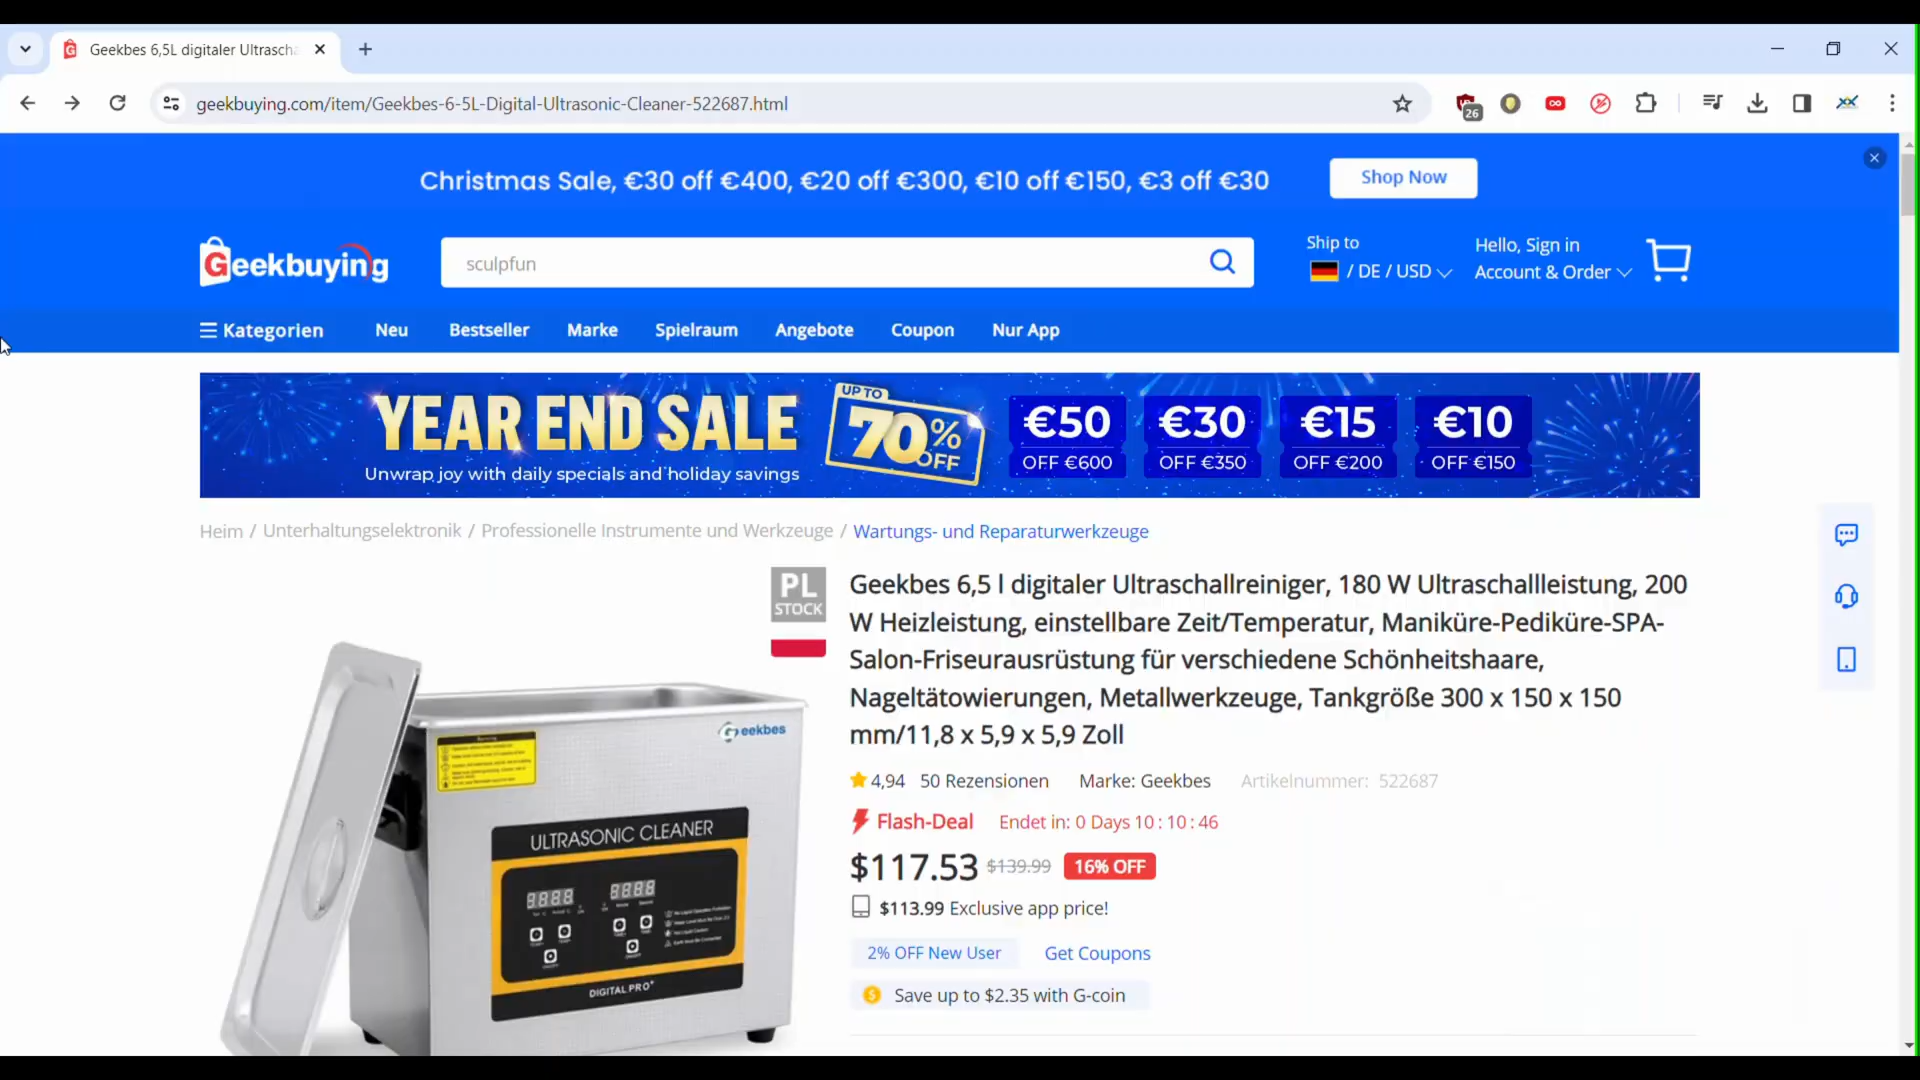 Geekbes 6,5L digitaler Ultrascha
geekbuying.com/item/Geekbes-6-5L-Digital-Ultrasonic-Cleaner-522687.html
26
Christmas Sale, €30 off €400, €20 off €300, €10 off €150, €3 off €30
Shop Now
Geekbuying
sculpfun
Ship to
/ DE / USD
Hello, Sign in
Account & Order
Kategorien
Neu
Bestseller
Marke
Spielraum
Angebote
Coupon
Nur App
YEAR END SALE
Unwrap joy with daily specials and holiday savings
UP TO
70% OFF
€50
OFF €600
€30
OFF €350
€15
OFF €200
€10
OFF €150
Heim / Unterhaltungselektronik / Professionelle Instrumente und Werkzeuge / Wartungs- und Reparaturwerkzeuge
PL
STOCK
Geekbes 6,5 l digitaler Ultraschallreiniger, 180 W Ultraschallleistung, 200
W Heizleistung, einstellbare Zeit/Temperatur, Maniküre-Pediküre-SPA-
Salon-Friseurausrüstung für verschiedene Schönheitshaare,
Nageltätowierungen, Metallwerkzeuge, Tankgröße 300 x 150 x 150
mm/11,8 x 5,9 x 5,9 Zoll
4,94 50 Rezensionen Marke: Geekbes Artikelnummer: 522687
Flash-Deal Endet in: 0 Days 10 : 10 : 46
$117.53 $139.99 16% OFF
$113.99 Exclusive app price!
2% OFF New User
Get Coupons
Save up to $2.35 with G-coin
Geekbes
ULTRASONIC CLEANER
DIGITAL PRO+